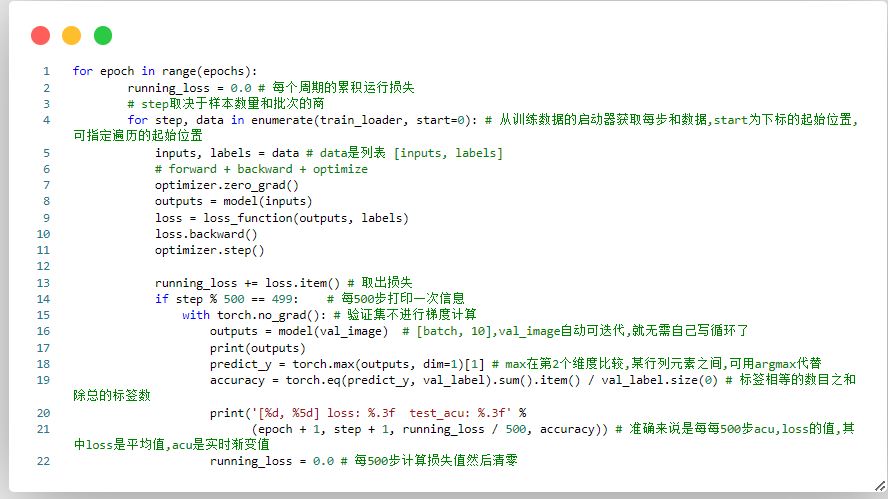 1 for epoch in range(epochs):
2 running_loss = 0.0 # 每个周期的累积运行损失
3 # step取决于样本数量和批次的商
4 for step, data in enumerate(train_loader, start=0): # 从训练数据的启动器获取每步和数据,start为下标的起始位置,
可指定遍历的起始位置
5 inputs, labels = data # data是列表 [inputs, labels]
6 # forward + backward + optimize
7 optimizer.zero_grad()
8 outputs = model(inputs)
9 loss = loss_function(outputs, labels)
10 loss.backward()
11 optimizer.step()
12
13 running_loss += loss.item() # 取出损失
14 if step % 500 == 499: # 每500步打印一次信息
15 with torch.no_grad(): # 验证集不进行梯度计算
16 outputs = model(val_image) # [batch, 10],val_image自动可迭代,就无需自己写循环了
17 print(outputs)
18 predict_y = torch.max(outputs, dim=1)[1] # max在第2个维度比较,某行列元素之间,可用argmax代替
19 accuracy = torch.eq(predict_y, val_label).sum().item() / val_label.size(0) # 标签相等的数目之和
除总的标签数
20 print('[%d, %5d] loss: %.3f test_acu: %.3f' %
21 (epoch + 1, step + 1, running_loss / 500, accuracy)) # 准确来说是每每500步acu,loss的值,其
中loss是平均值,acu是实时渐变值
22 running_loss = 0.0 # 每500步计算损失值然后清零